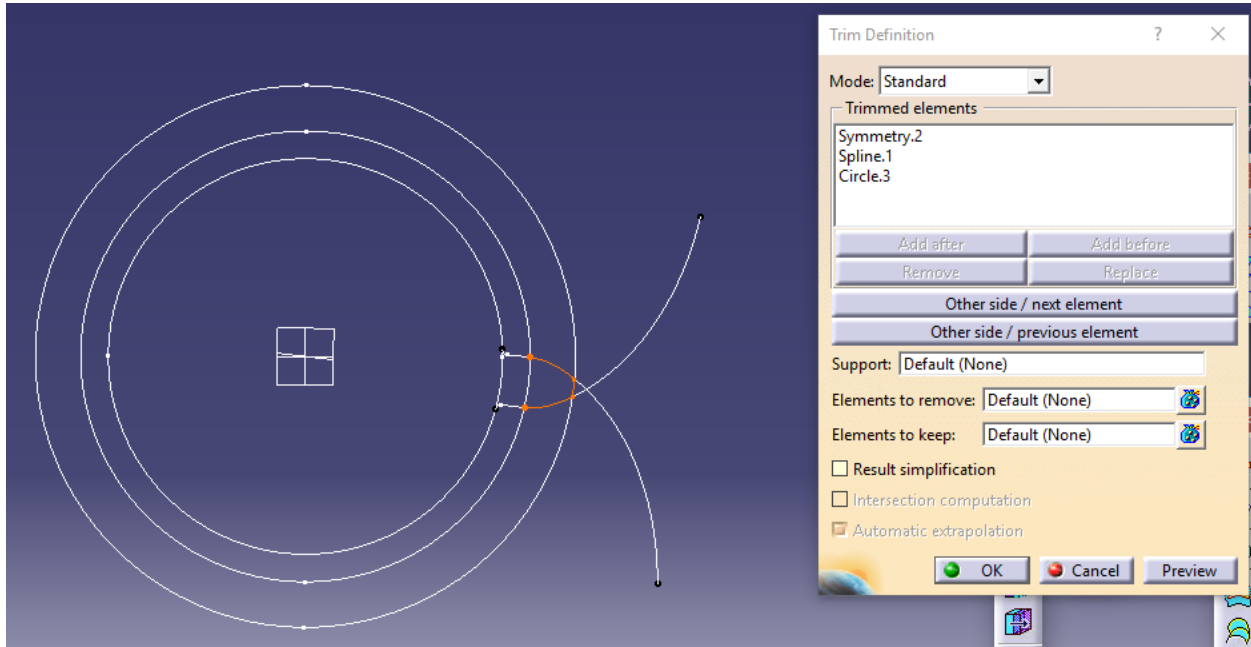 Trim Definition ? ×
Mode: Standard
Trimmed elements
Symmetry.2
Spline.1
Circle.3
Add after Add before
Remove Replace
Other side / next element
Other side / previous element
Support: Default (None)
Elements to remove: Default (None)
Elements to keep: Default (None)
Result simplification
Intersection computation
Automatic extrapolation
OK Cancel Preview